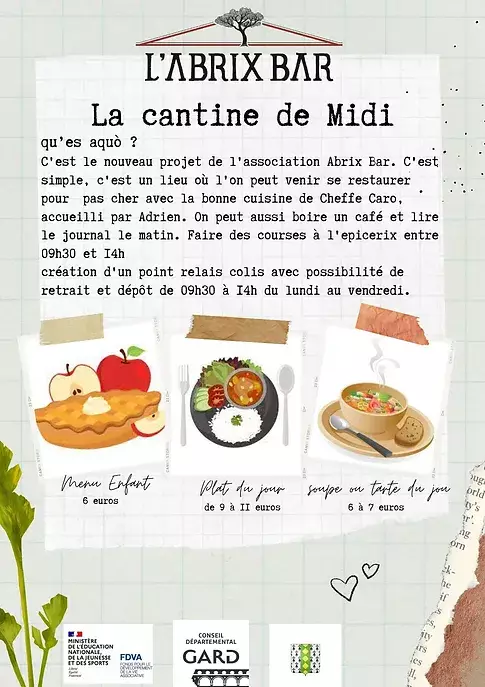 L'ABRIX BAR
La cantine de Midi
qu'es aquò ?
C'est le nouveau projet de l'association Abrix Bar. C'est
simple, c'est un lieu où l'on peut venir se restaurer
pour pas cher avec la bonne cuisine de Cheffe Caro,
accueilli par Adrien. On peut aussi boire un café et lire
le journal le matin. Faire des courses à l'epicerix entre
09h30 et I4h
création d'un point relais colis avec possibilité de
retrait et dépôt de 09h30 à I4h du lundi au vendredi.
Menu Enfant
6 euros
Plat du jour
de 9 à II euros
soupe ou tarte du jou
6 à 7 euros
MINISTÈRE
DE L'ÉDUCATION
NATIONALE,
DE LA JEUNESSE
ET DES SPORTS
Liberté
Égalité
Fraternité
FDVA
FONDS POUR LE
DÉVELOPPEMENT
DE LA VIE
ASSOCIATIVE
CONSEIL
DÉPARTEMENTAL
GARD